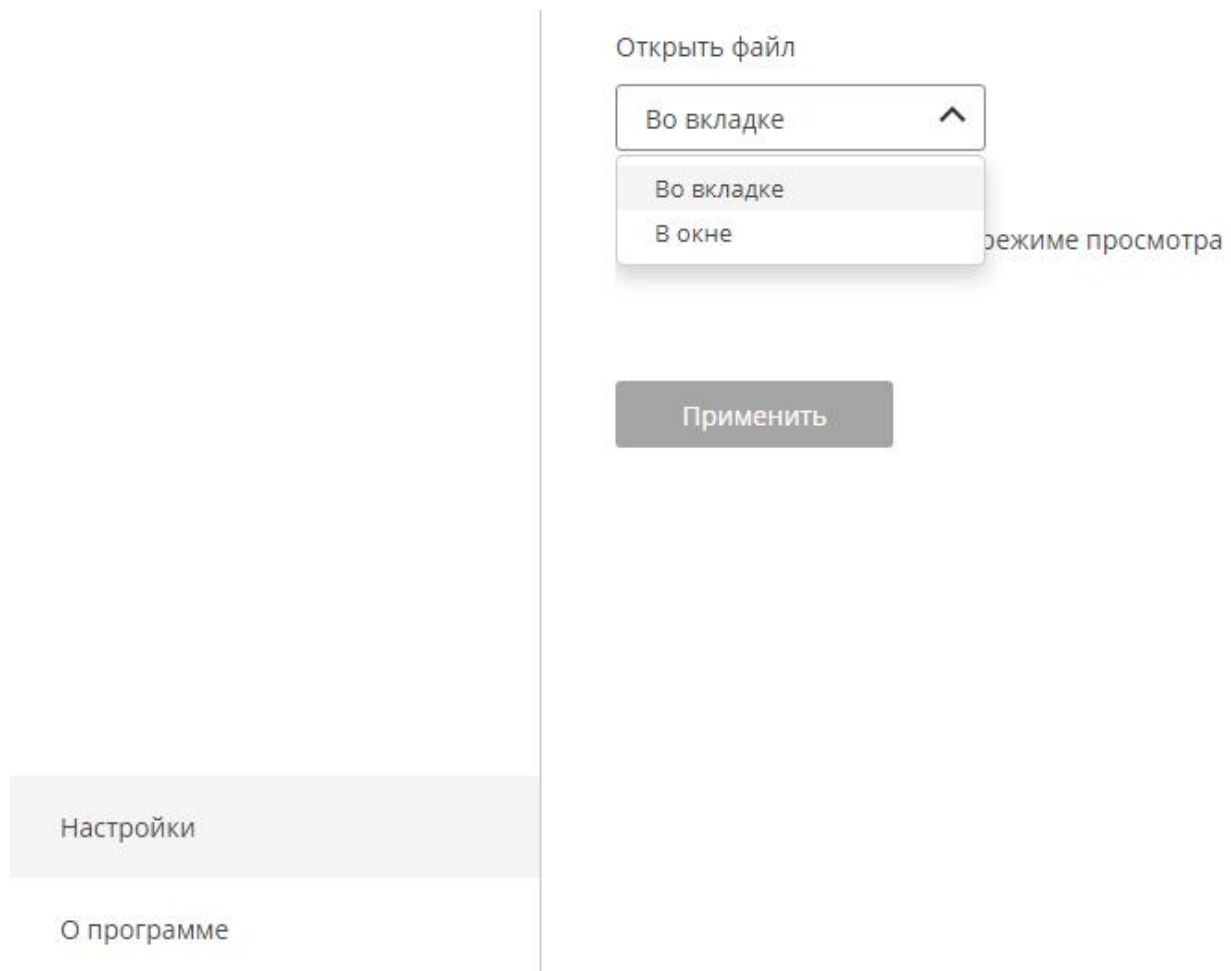 Открыть файл
Во вкладке
Во вкладке
В окне
режиме просмотра
Применить
Настройки
О программе